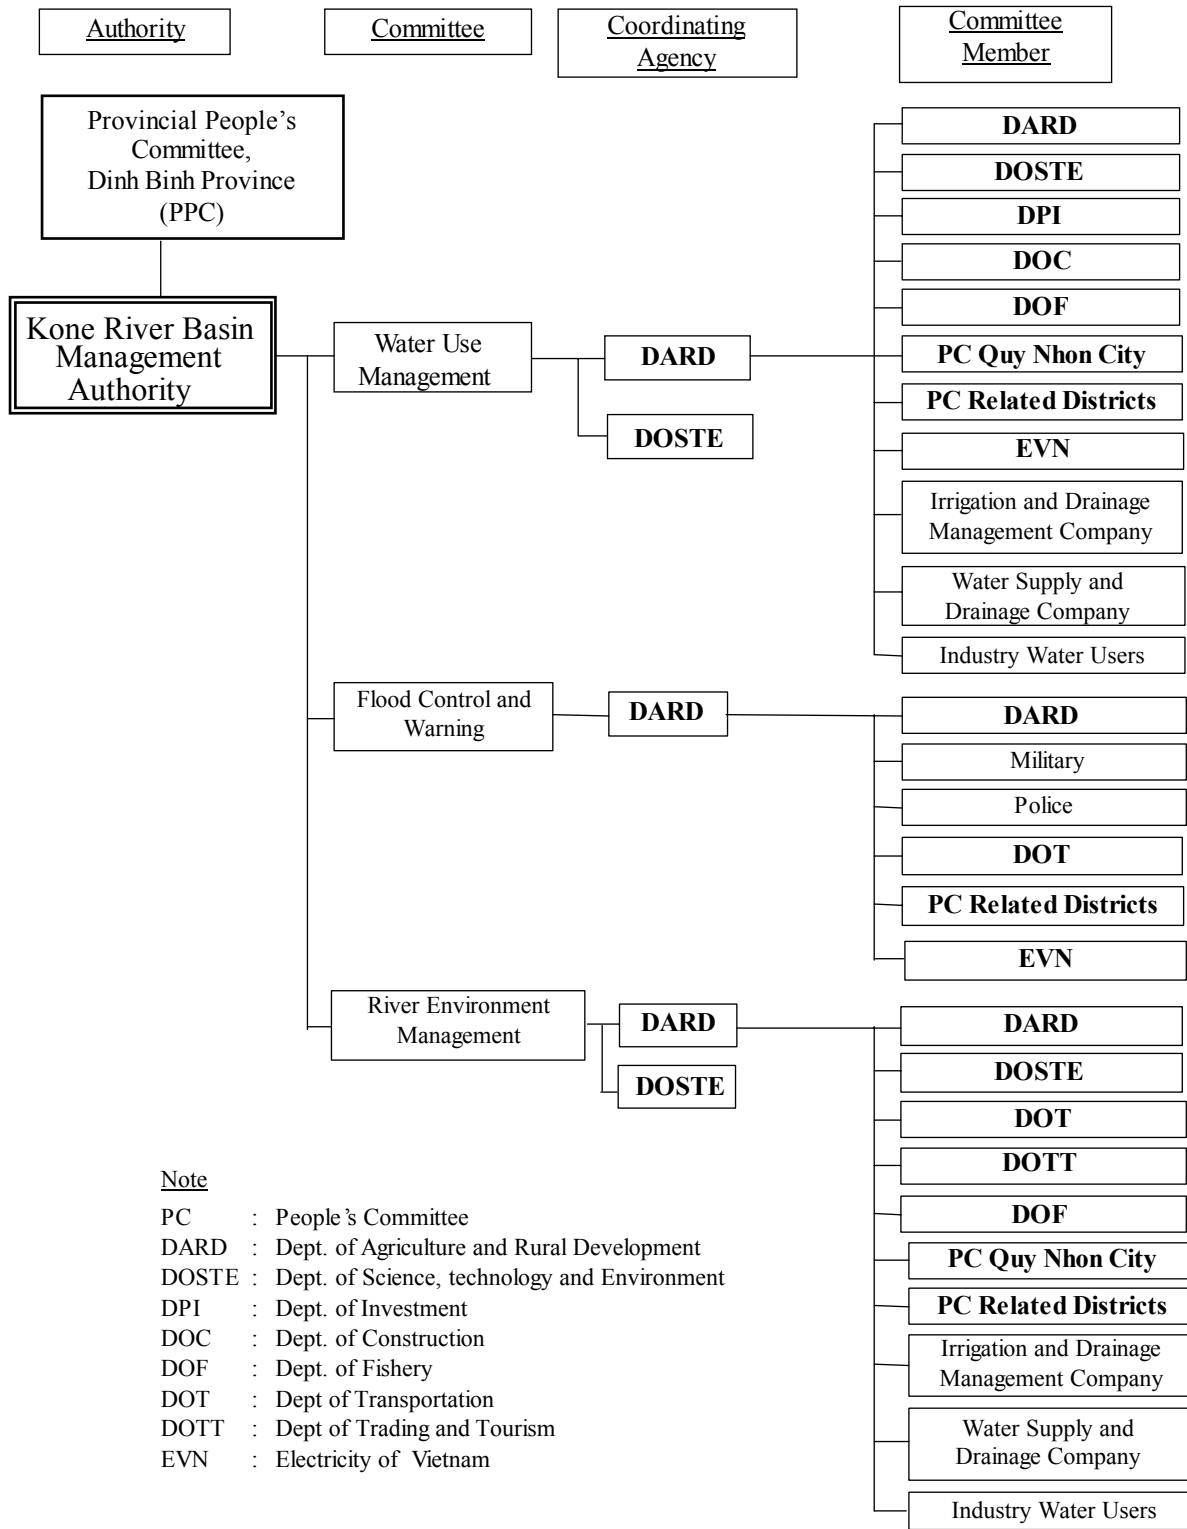 Authority
Committee
Coordinating
Agency
Committee
Member
Provincial People's
Committee,
Dinh Binh Province
(PPC)
Kone River Basin
Management
Authority
Water Use
Management
DARD
DOSTE
DARD
DOSTE
DPI
DOC
DOF
PC Quy Nhon City
PC Related Districts
EVN
Irrigation and Drainage
Management Company
Water Supply and
Drainage Company
Industry Water Users
Flood Control and
Warning
DARD
DARD
Military
Police
DOT
PC Related Districts
EVN
River Environment
Management
DARD
DOSTE
DARD
DOSTE
DOT
DOTT
DOF
PC Quy Nhon City
PC Related Districts
Irrigation and Drainage
Management Company
Water Supply and
Drainage Company
Industry Water Users
Note
PC : People's Committee
DARD : Dept. of Agriculture and Rural Development
DOSTE : Dept. of Science, technology and Environment
DPI : Dept. of Investment
DOC : Dept. of Construction
DOF : Dept. of Fishery
DOT : Dept of Transportation
DOTT : Dept of Trading and Tourism
EVN : Electricity of Vietnam